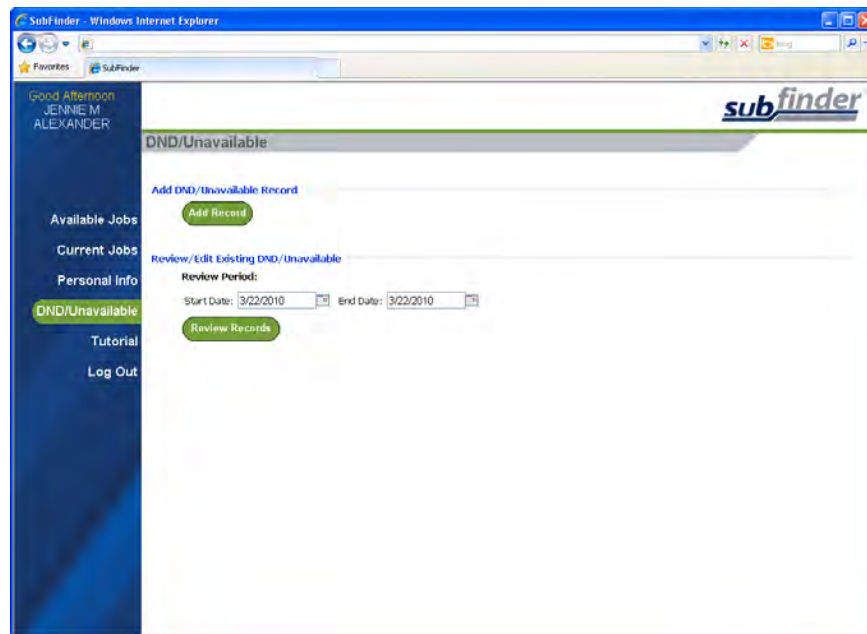 SubFinder - Windows Internet Explorer
Favorites SubFinder
Good Afternoon
JENNIE M
ALEXANDER
subfinder
DND/Unavailable
Add DND/Unavailable Record
Add Record
Available Jobs
Current Jobs
Personal Info
DND/Unavailable
Tutorial
Log Out
Review/Edit Existing DND/Unavailable
Review Period:
Start Date: 3/22/2010 End Date: 3/22/2010
Review Records